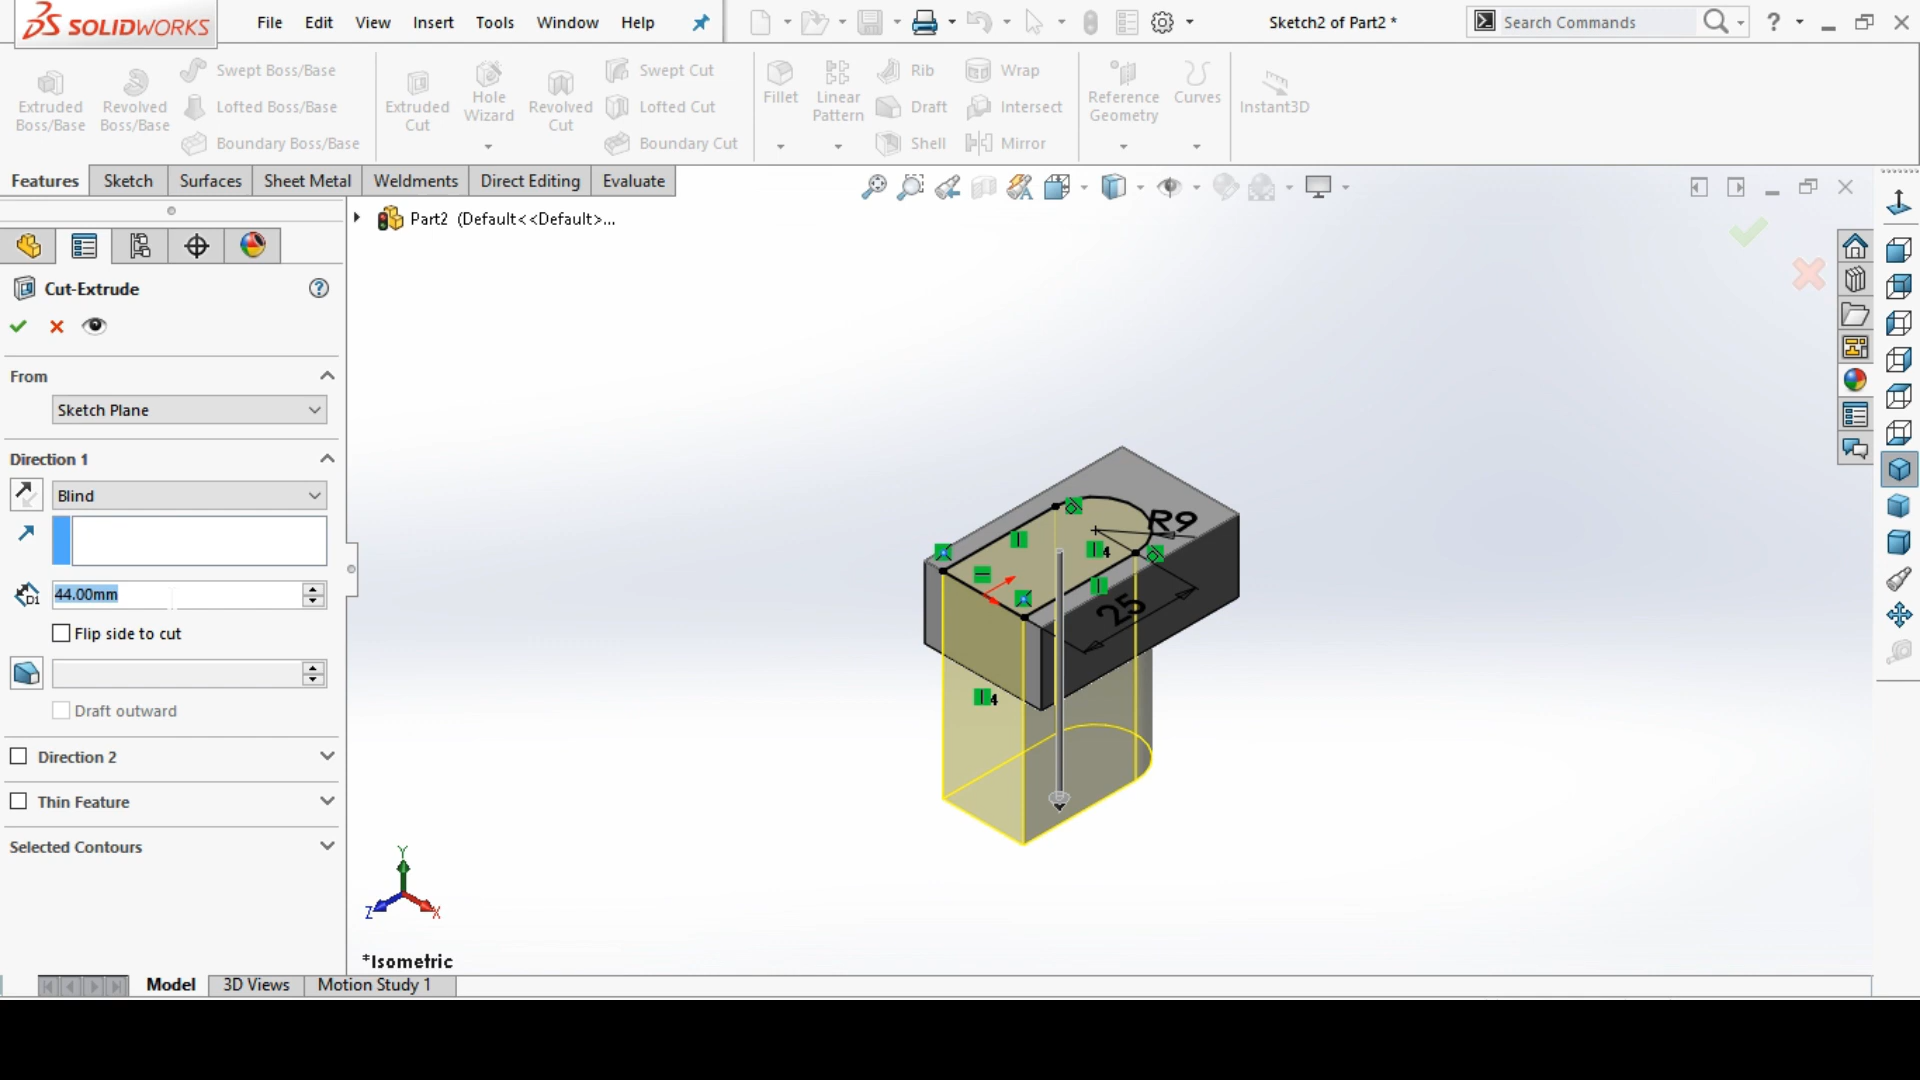 SOLIDWORKS File Edit View Insert Tools Window Help Sketch2 of Part2 * Search Commands ?
Extruded Boss/Base
Revolved Boss/Base
Swept Boss/Base
Lofted Boss/Base
Boundary Boss/Base
Extruded Cut
Hole Wizard
Revolved Cut
Swept Cut
Lofted Cut
Boundary Cut
Fillet
Linear Pattern
Rib
Draft
Shell
Wrap
Intersect
Mirror
Reference Geometry
Curves
Instant3D
Features Sketch Surfaces Sheet Metal Weldments Direct Editing Evaluate
Part2 (Default<<Default>...
Cut-Extrude ?
From
Sketch Plane
Direction 1
Blind
D1 44.00mm
Flip side to cut
Draft outward
Direction 2
Thin Feature
Selected Contours
R9
4
25
4
Y
Z X
*Isometric
Model 3D Views Motion Study 1